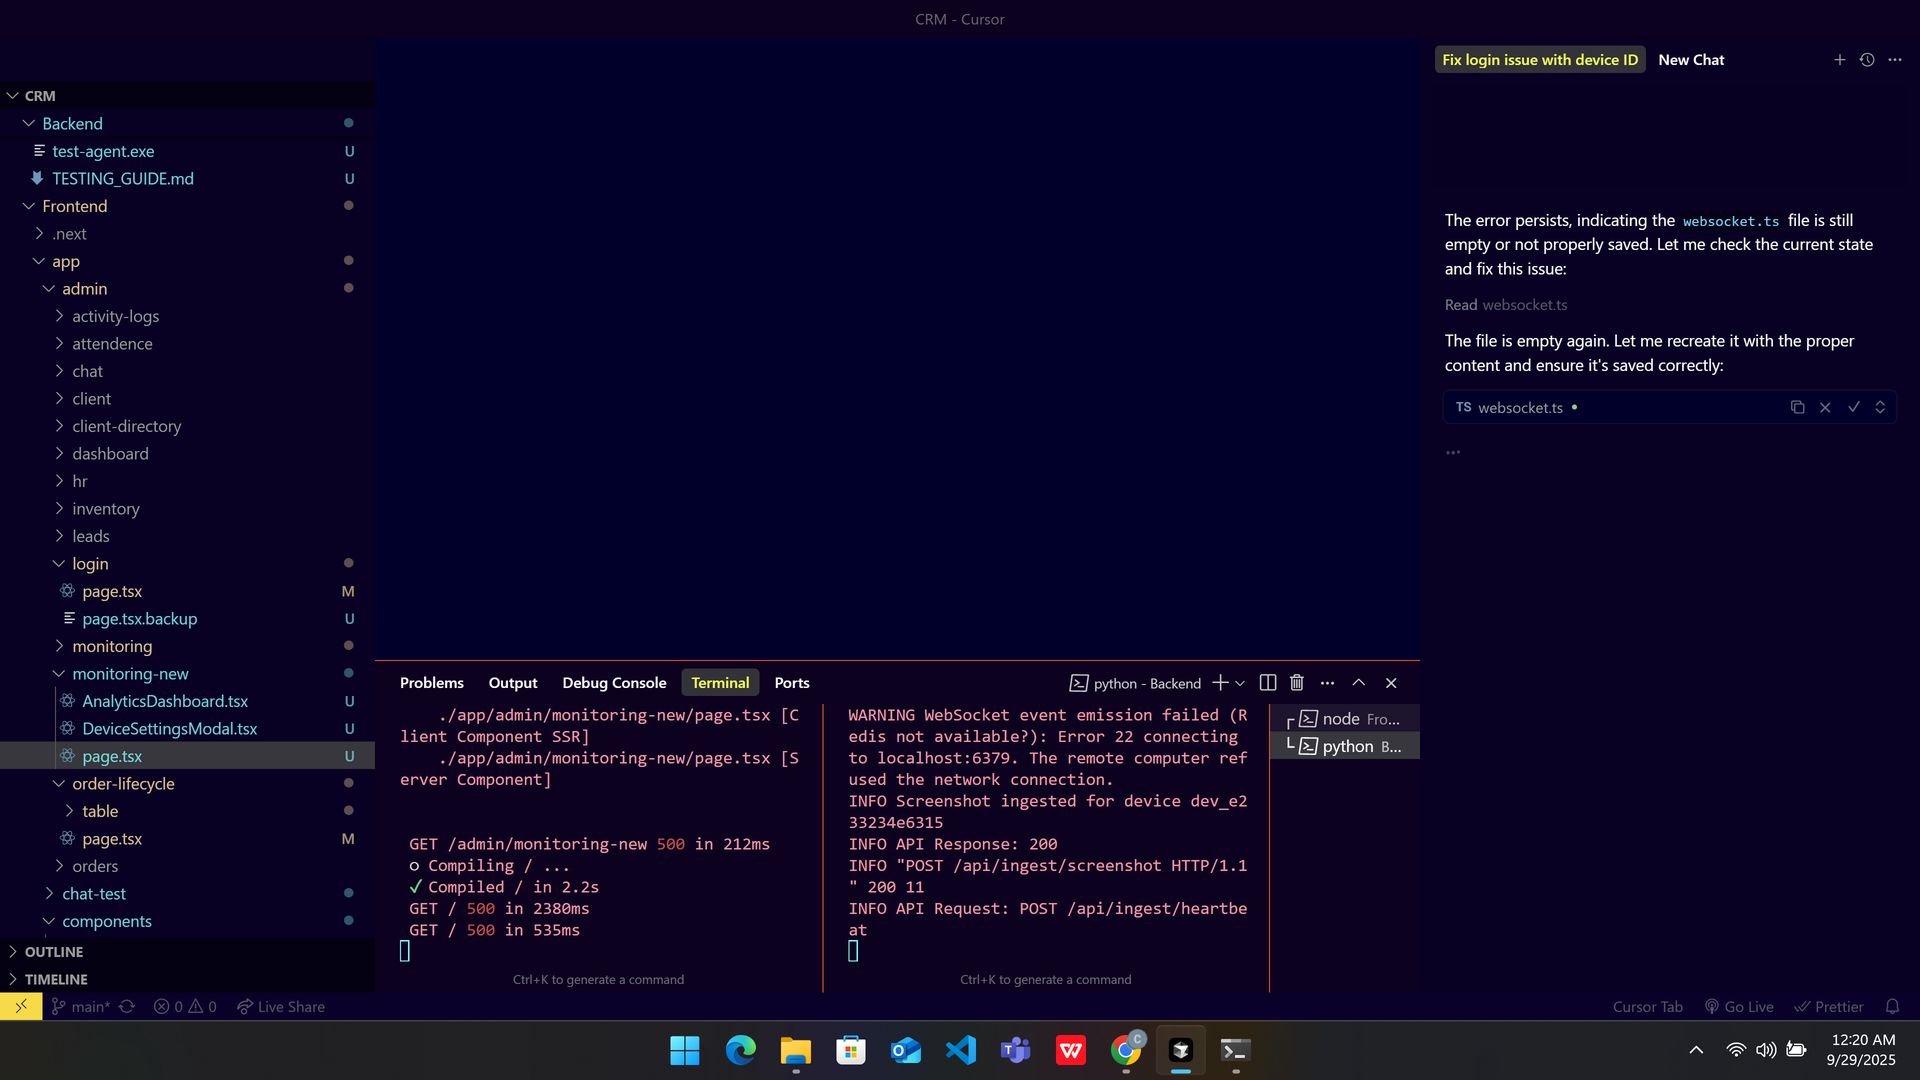 CRM - Cursor
CRM
Backend
test-agent.exe U
TESTING_GUIDE.md U
Frontend
.next
app
admin
activity-logs
attendence
chat
client
client-directory
dashboard
hr
inventory
leads
login
page.tsx M
page.tsx.backup U
monitoring
monitoring-new
AnalyticsDashboard.tsx U
DeviceSettingsModal.tsx U
page.tsx U
order-lifecycle
table
page.tsx M
orders
chat-test
components
OUTLINE
TIMELINE
Problems Output Debug Console Terminal Ports
python - Backend
./app/admin/monitoring-new/page.tsx [C
lient Component SSR]
./app/admin/monitoring-new/page.tsx [S
erver Component]
GET /admin/monitoring-new 500 in 212ms
○ Compiling / ...
✓ Compiled / in 2.2s
GET / 500 in 2380ms
GET / 500 in 535ms
Ctrl+K to generate a command
WARNING WebSocket event emission failed (R
edis not available?): Error 22 connecting
to localhost:6379. The remote computer ref
used the network connection.
INFO Screenshot ingested for device dev_e2
33234e6315
INFO API Response: 200
INFO "POST /api/ingest/screenshot HTTP/1.1
" 200 11
INFO API Request: POST /api/ingest/heartbe
at
Ctrl+K to generate a command
node Fro...
python B...
Fix login issue with device ID New Chat
The error persists, indicating the websocket.ts file is still
empty or not properly saved. Let me check the current state
and fix this issue:
Read websocket.ts
The file is empty again. Let me recreate it with the proper
content and ensure it's saved correctly:
TS websocket.ts
main* 0 0 Live Share
Cursor Tab Go Live Prettier
12:20 AM
9/29/2025